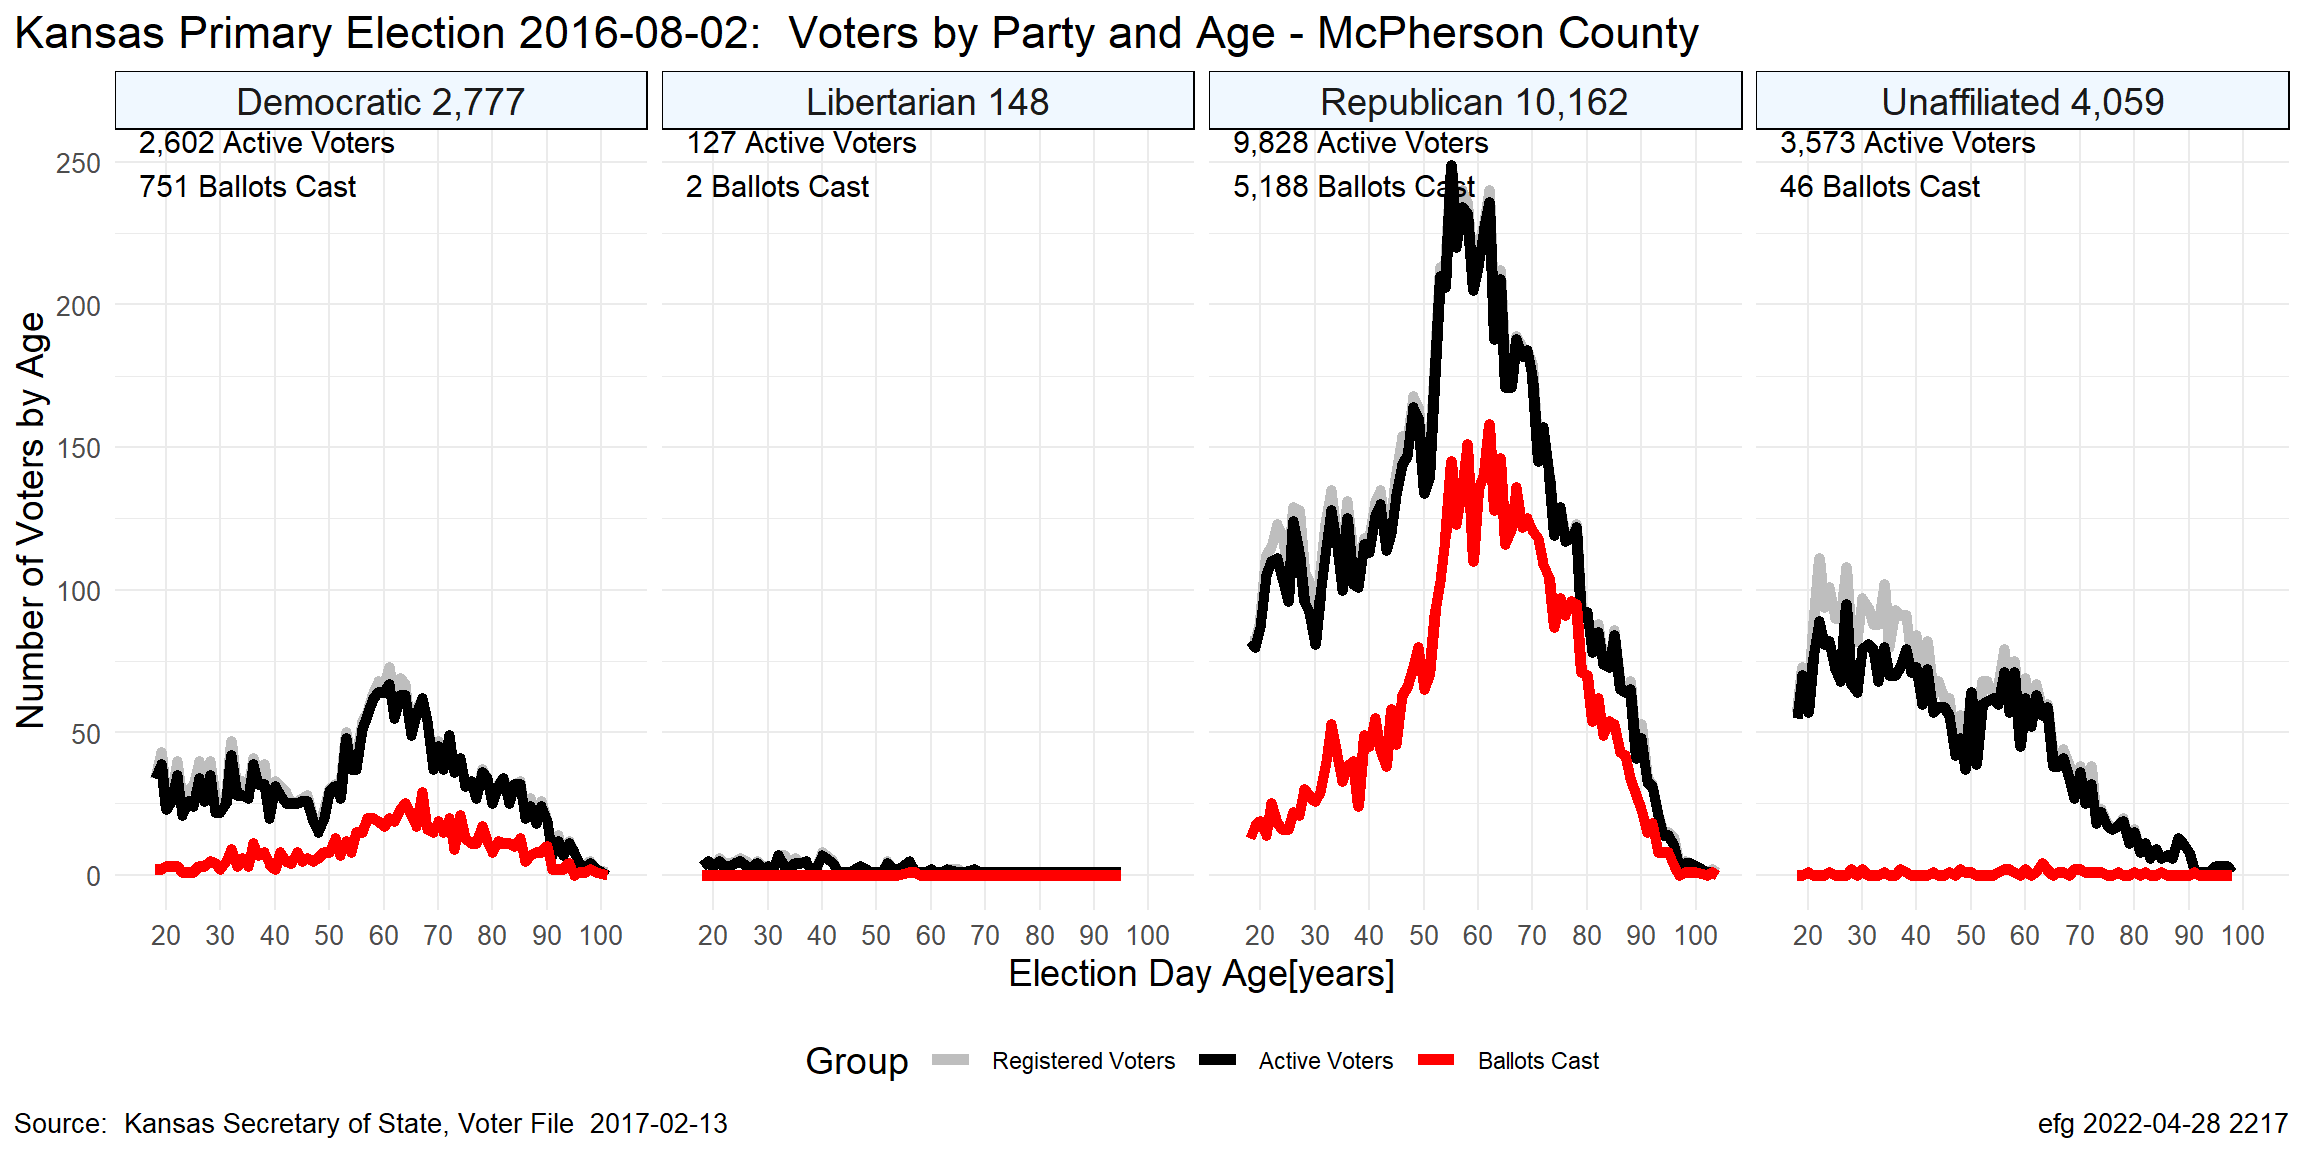 Kansas Primary Election 2016-08-02:  Voters by Party and Age - McPherson County
Democratic 2,777
Libertarian 148
Republican 10,162
Unaffiliated 4,059
2,602 Active Voters
751 Ballots Cast
127 Active Voters
2 Ballots Cast
9,828 Active Voters
5,188 Ballots Cast
3,573 Active Voters
46 Ballots Cast
Number of Voters by Age
250
200
150
100
50
0
20 30 40 50 60 70 80 90 100
20 30 40 50 60 70 80 90 100
20 30 40 50 60 70 80 90 100
20 30 40 50 60 70 80 90 100
Election Day Age[years]
Group Registered Voters Active Voters Ballots Cast
Source:  Kansas Secretary of State, Voter File  2017-02-13
efg 2022-04-28 2217